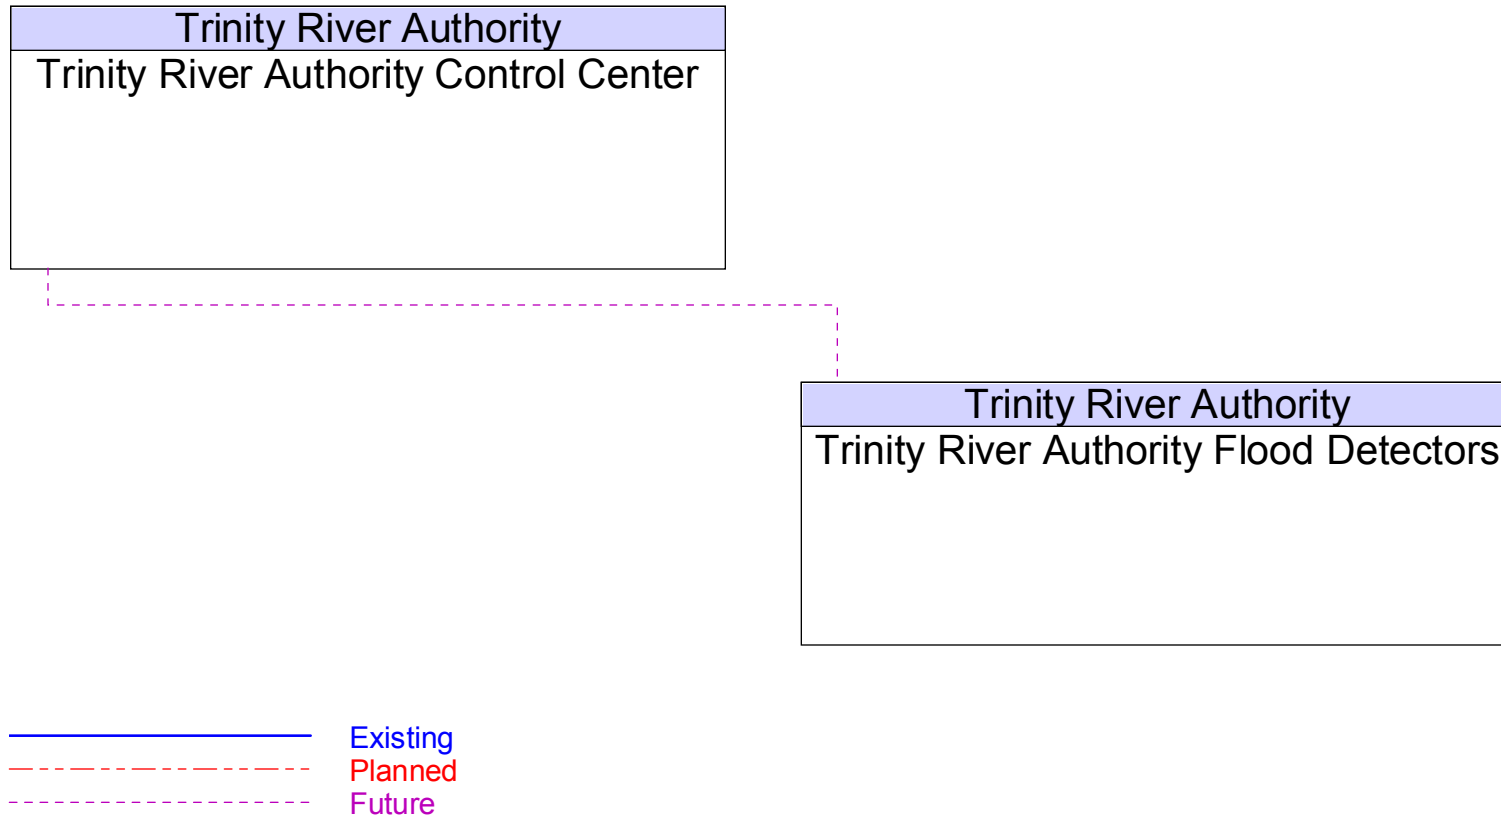 Trinity River Authority
Trinity River Authority Control Center
Trinity River Authority
Trinity River Authority Flood Detectors
Existing
Planned
Future